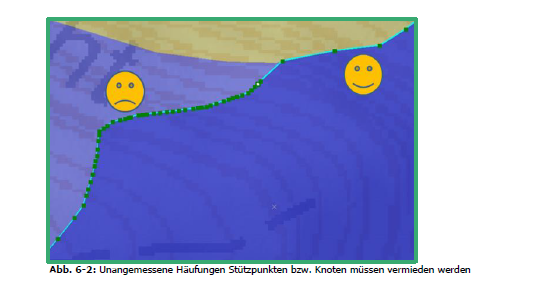 Abb. 6-2: Unangemessene Häufungen Stützpunkten bzw. Knoten müssen vermieden werden